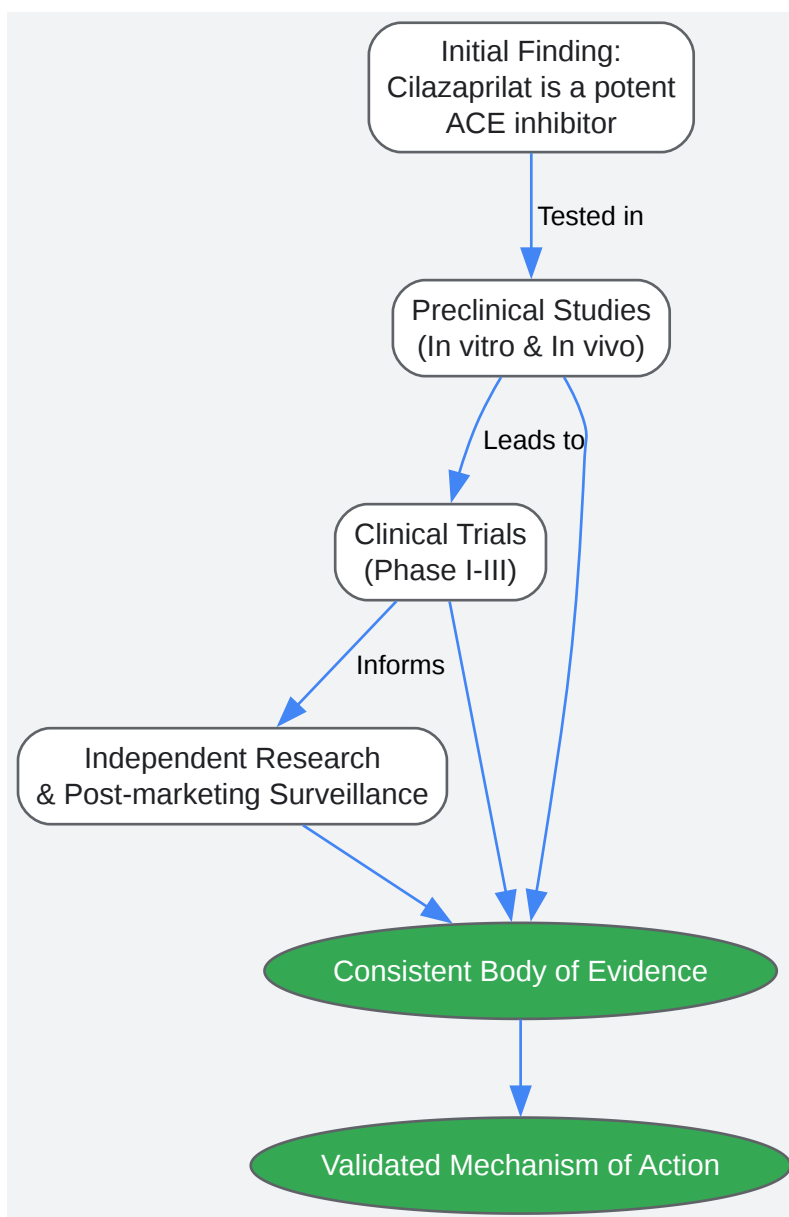 Initial Finding:
Cilazaprilat is a potent
ACE inhibitor
Tested in
Preclinical Studies
(In vitro & In vivo)
Leads to
Clinical Trials
(Phase I-III)
Informs
Independent Research
& Post-marketing Surveillance
Consistent Body of Evidence
Validated Mechanism of Action